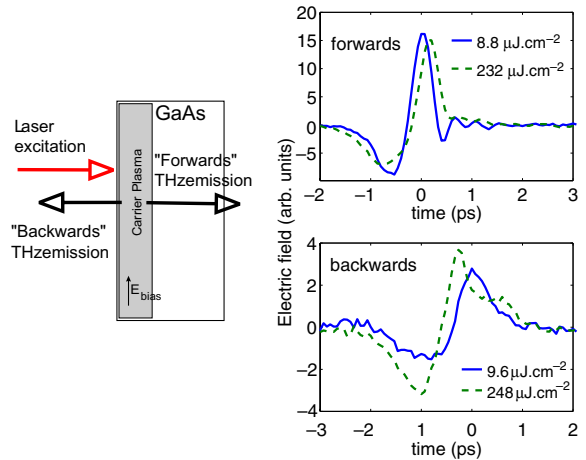 GaAs
Laser
excitation
"Forwards"
THzemission
Carrier Plasma
"Backwards"
THzemission
E bias
forwards
8.8 μJ.cm−2
232 μJ.cm−2
15
10
5
0
−5
−2 −1 0 1 2 3
time (ps)
Electric field (arb. units)
backwards
9.6 μJ.cm−2
248 μJ.cm−2
4
2
0
−2
−4
−3 −2 1 0 1 2
time (ps)